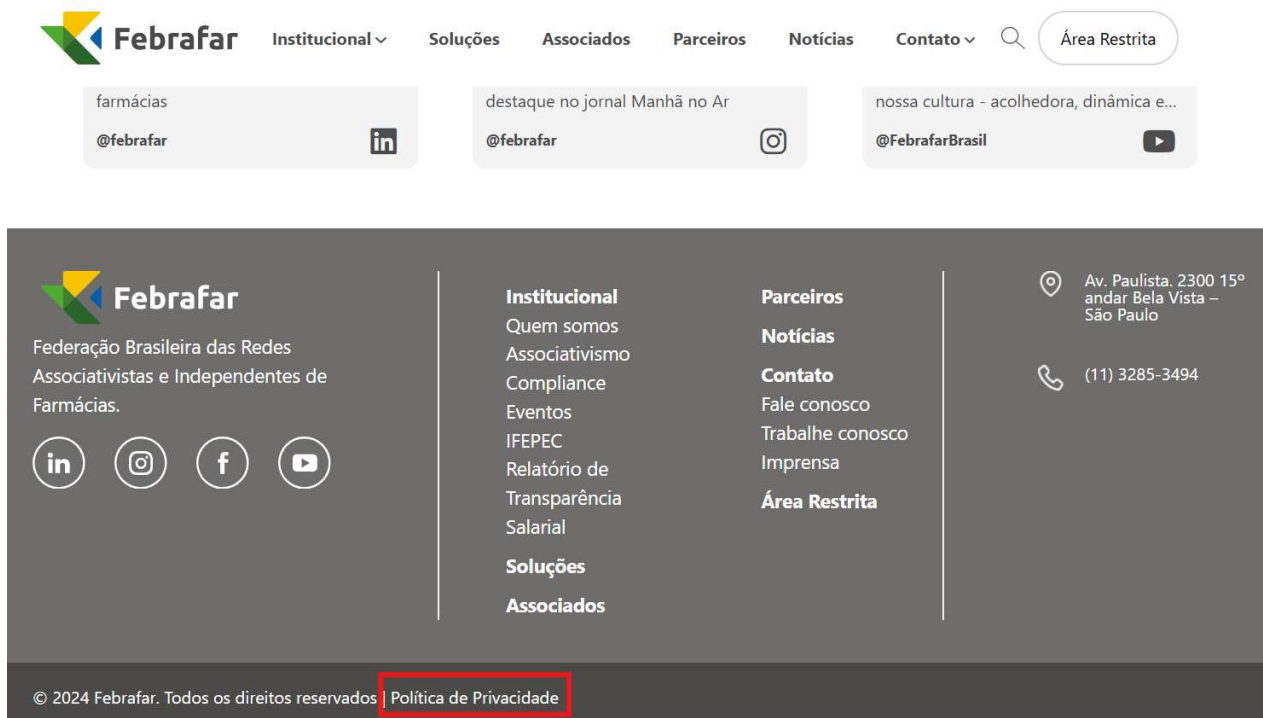 Febrafar
Institucional
Soluções
Associados
Parceiros
Notícias
Contato
Área Restrita
farmácias
@febrafar
destaque no jornal Manhã no Ar
@febrafar
nossa cultura - acolhedora, dinâmica e...
@FebrafarBrasil
Febrafar
Federação Brasileira das Redes
Associativistas e Independentes de
Farmácias.
Institucional
Quem somos
Associativismo
Compliance
Eventos
IFEPEC
Relatório de
Transparência
Salarial
Soluções
Associados
Parceiros
Notícias
Contato
Fale conosco
Trabalhe conosco
Imprensa
Área Restrita
Av. Paulista. 2300 15º
andar Bela Vista –
São Paulo
(11) 3285-3494
© 2024 Febrafar. Todos os direitos reservados | Política de Privacidade